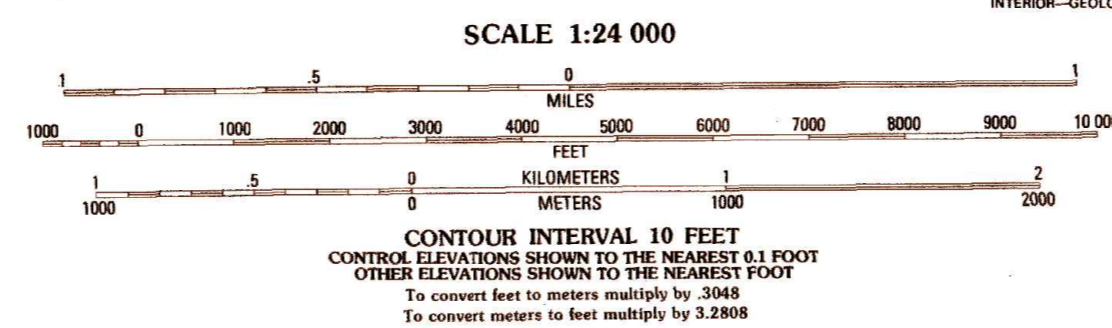 INTERIOR—GEOLO
SCALE 1:24 000
1 .5 0 1
MILES
1000 0 1000 2000 3000 4000 5000 6000 7000 8000 9000 10 000
FEET
1 .5 0 KILOMETERS 1 2
1000 0 METERS 1000 2000
CONTOUR INTERVAL 10 FEET
CONTROL ELEVATIONS SHOWN TO THE NEAREST 0.1 FOOT
OTHER ELEVATIONS SHOWN TO THE NEAREST FOOT
To convert feet to meters multiply by .3048
To convert meters to feet multiply by 3.2808